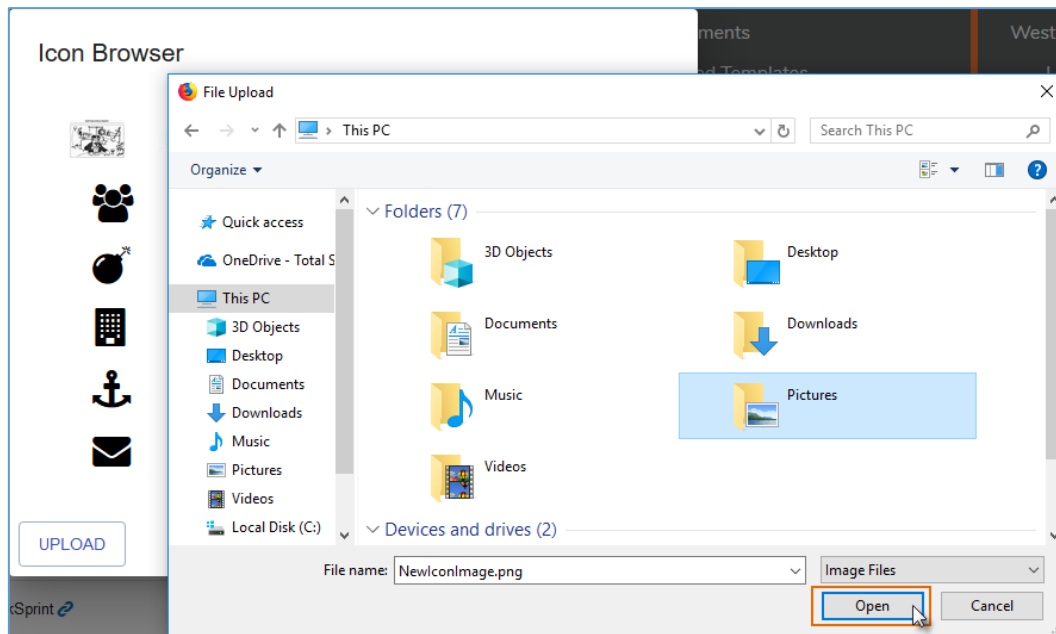 ments
West
Icon Browser
File Upload
This PC
Search This PC
Organize
Quick access
OneDrive - Total S
This PC
3D Objects
Desktop
Documents
Downloads
Music
Pictures
Videos
Local Disk (C:)
Folders (7)
3D Objects
Desktop
Documents
Downloads
Music
Pictures
Videos
Devices and drives (2)
UPLOAD
File name:
NewIconImage.png
Image Files
Open
Cancel
Sprint